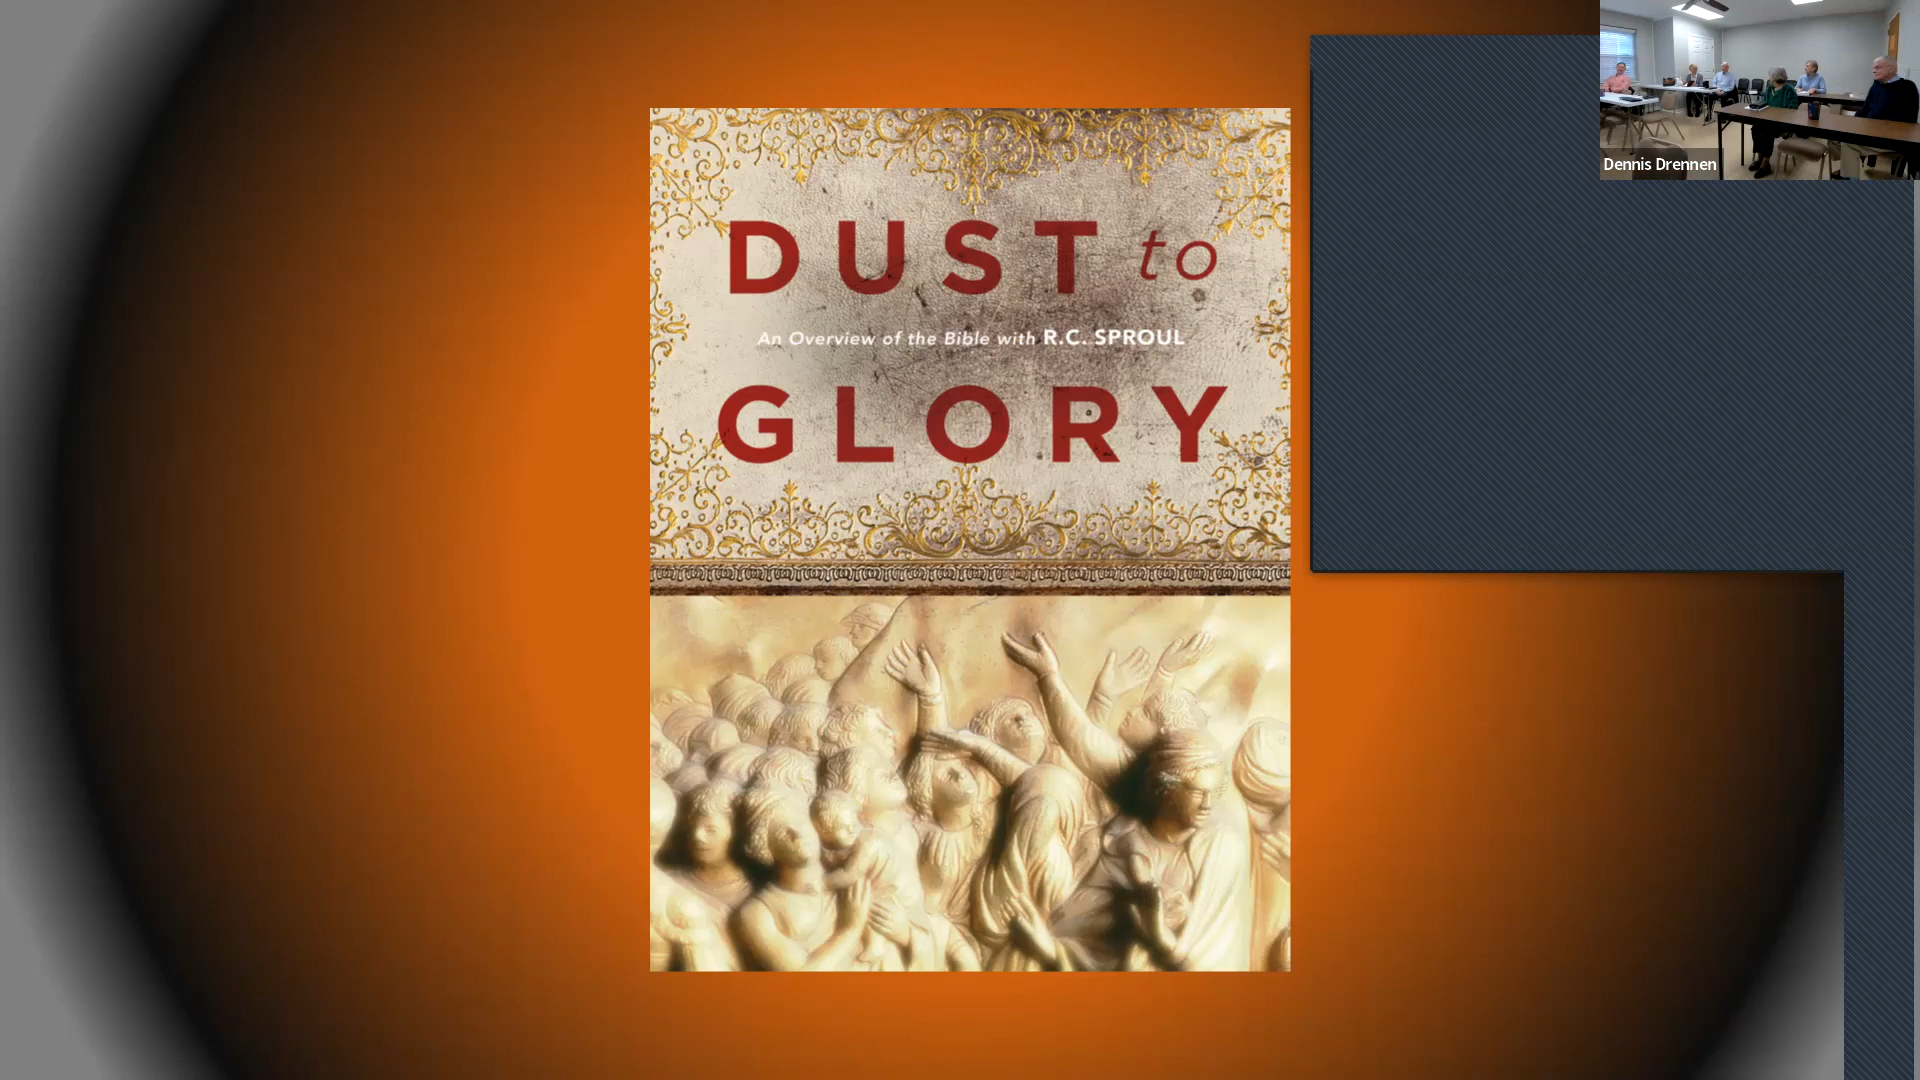 Dennis Drennen
DUST to
An Overview of the Bible with R.C. SPROUL
GLORY